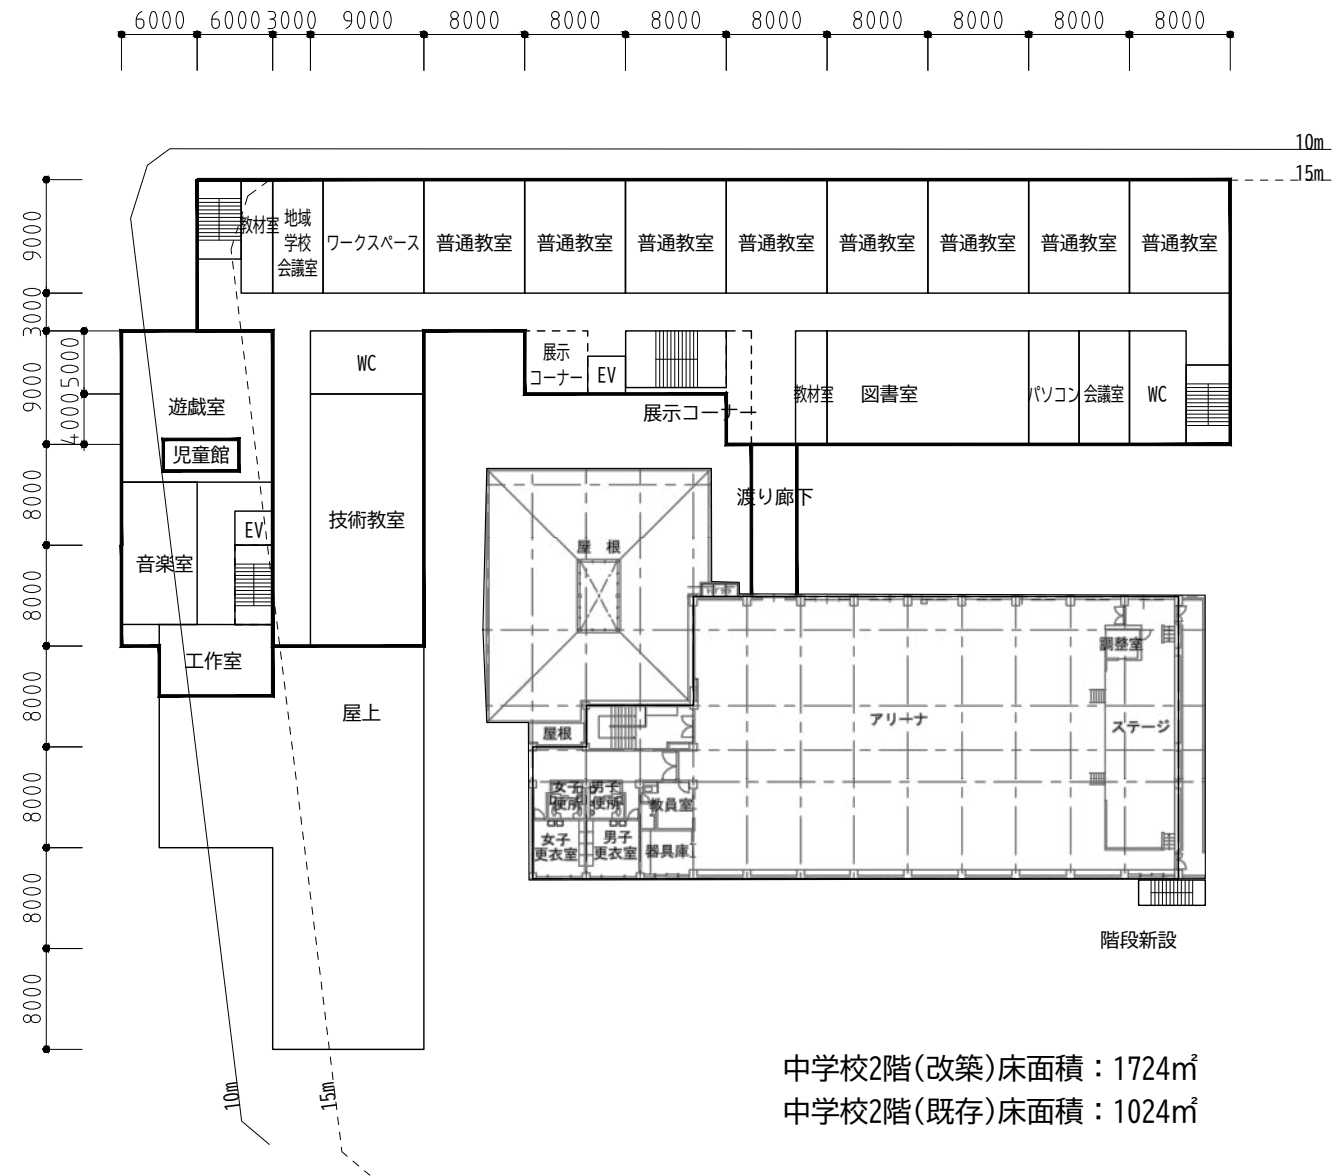 6000 6000 3000 9000 8000 8000 8000 8000 8000 8000 8000 8000
10m
15m
9000
3000
9000
5000
4000
8000
8000
8000
8000
8000
8000
教材室
地域
学校
会議室
ワークスペース
普通教室 普通教室 普通教室 普通教室 普通教室 普通教室 普通教室 普通教室
WC
展示
コーナー
EV
展示コーナー
教材室
図書室
パソコン
会議室
WC
遊戯室
児童館
EV
音楽室
技術教室
工作室
屋上
渡り廊下
屋根
屋根
調整室
アリーナ
ステージ
女子
便所
男子
便所
教員室
女子
更衣室
男子
更衣室
器具庫
階段新設
10m
15m
中学校2階(改築)床面積：1724㎡
中学校2階(既存)床面積：1024㎡